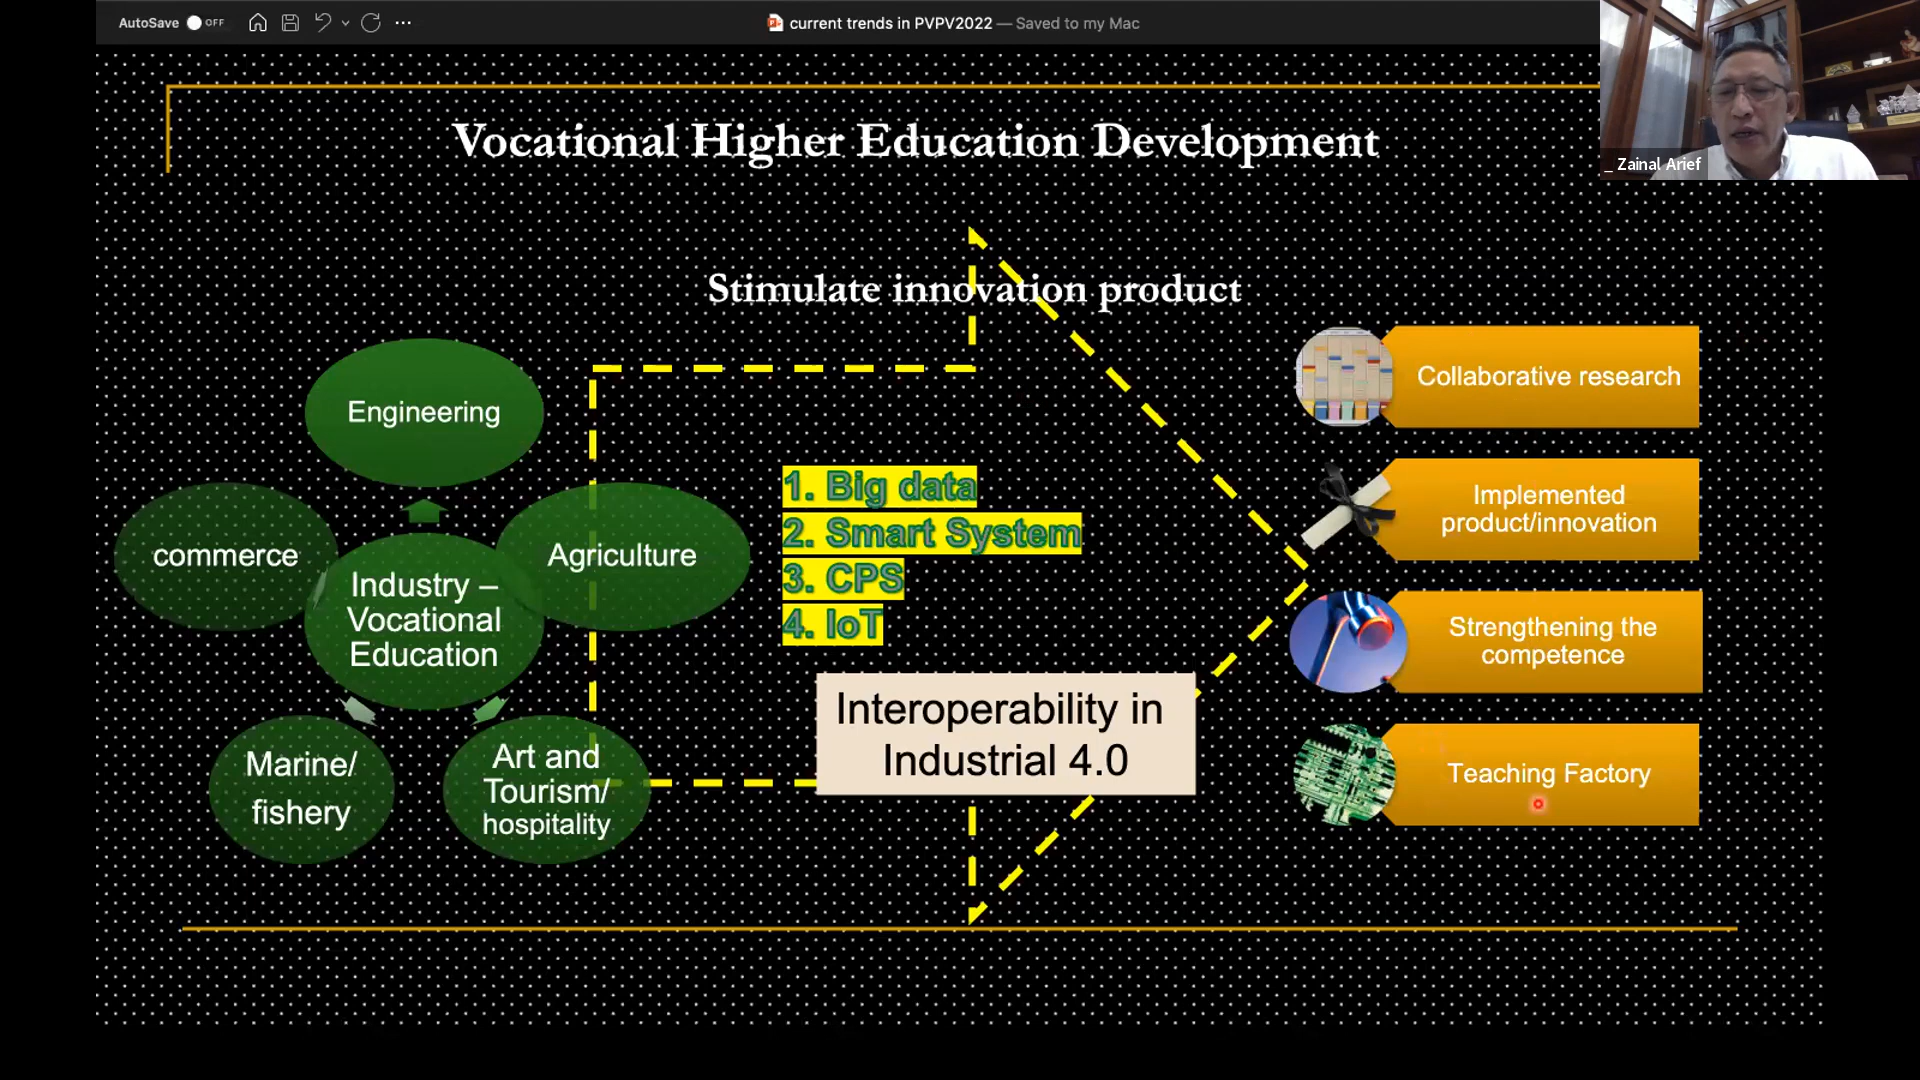 AutoSave OFF
current trends in PVPV2022 — Saved to my Mac
_ Zainal Arief
Vocational Higher Education Development
Stimulate innovation product
Engineering
commerce
Agriculture
Industry –
Vocational
Education
Marine/
fishery
Art and
Tourism/
hospitality
1. Big data
2. Smart System
3. CPS
4. IoT
Interoperability in
Industrial 4.0
Collaborative research
Implemented
product/innovation
Strengthening the
competence
Teaching Factory